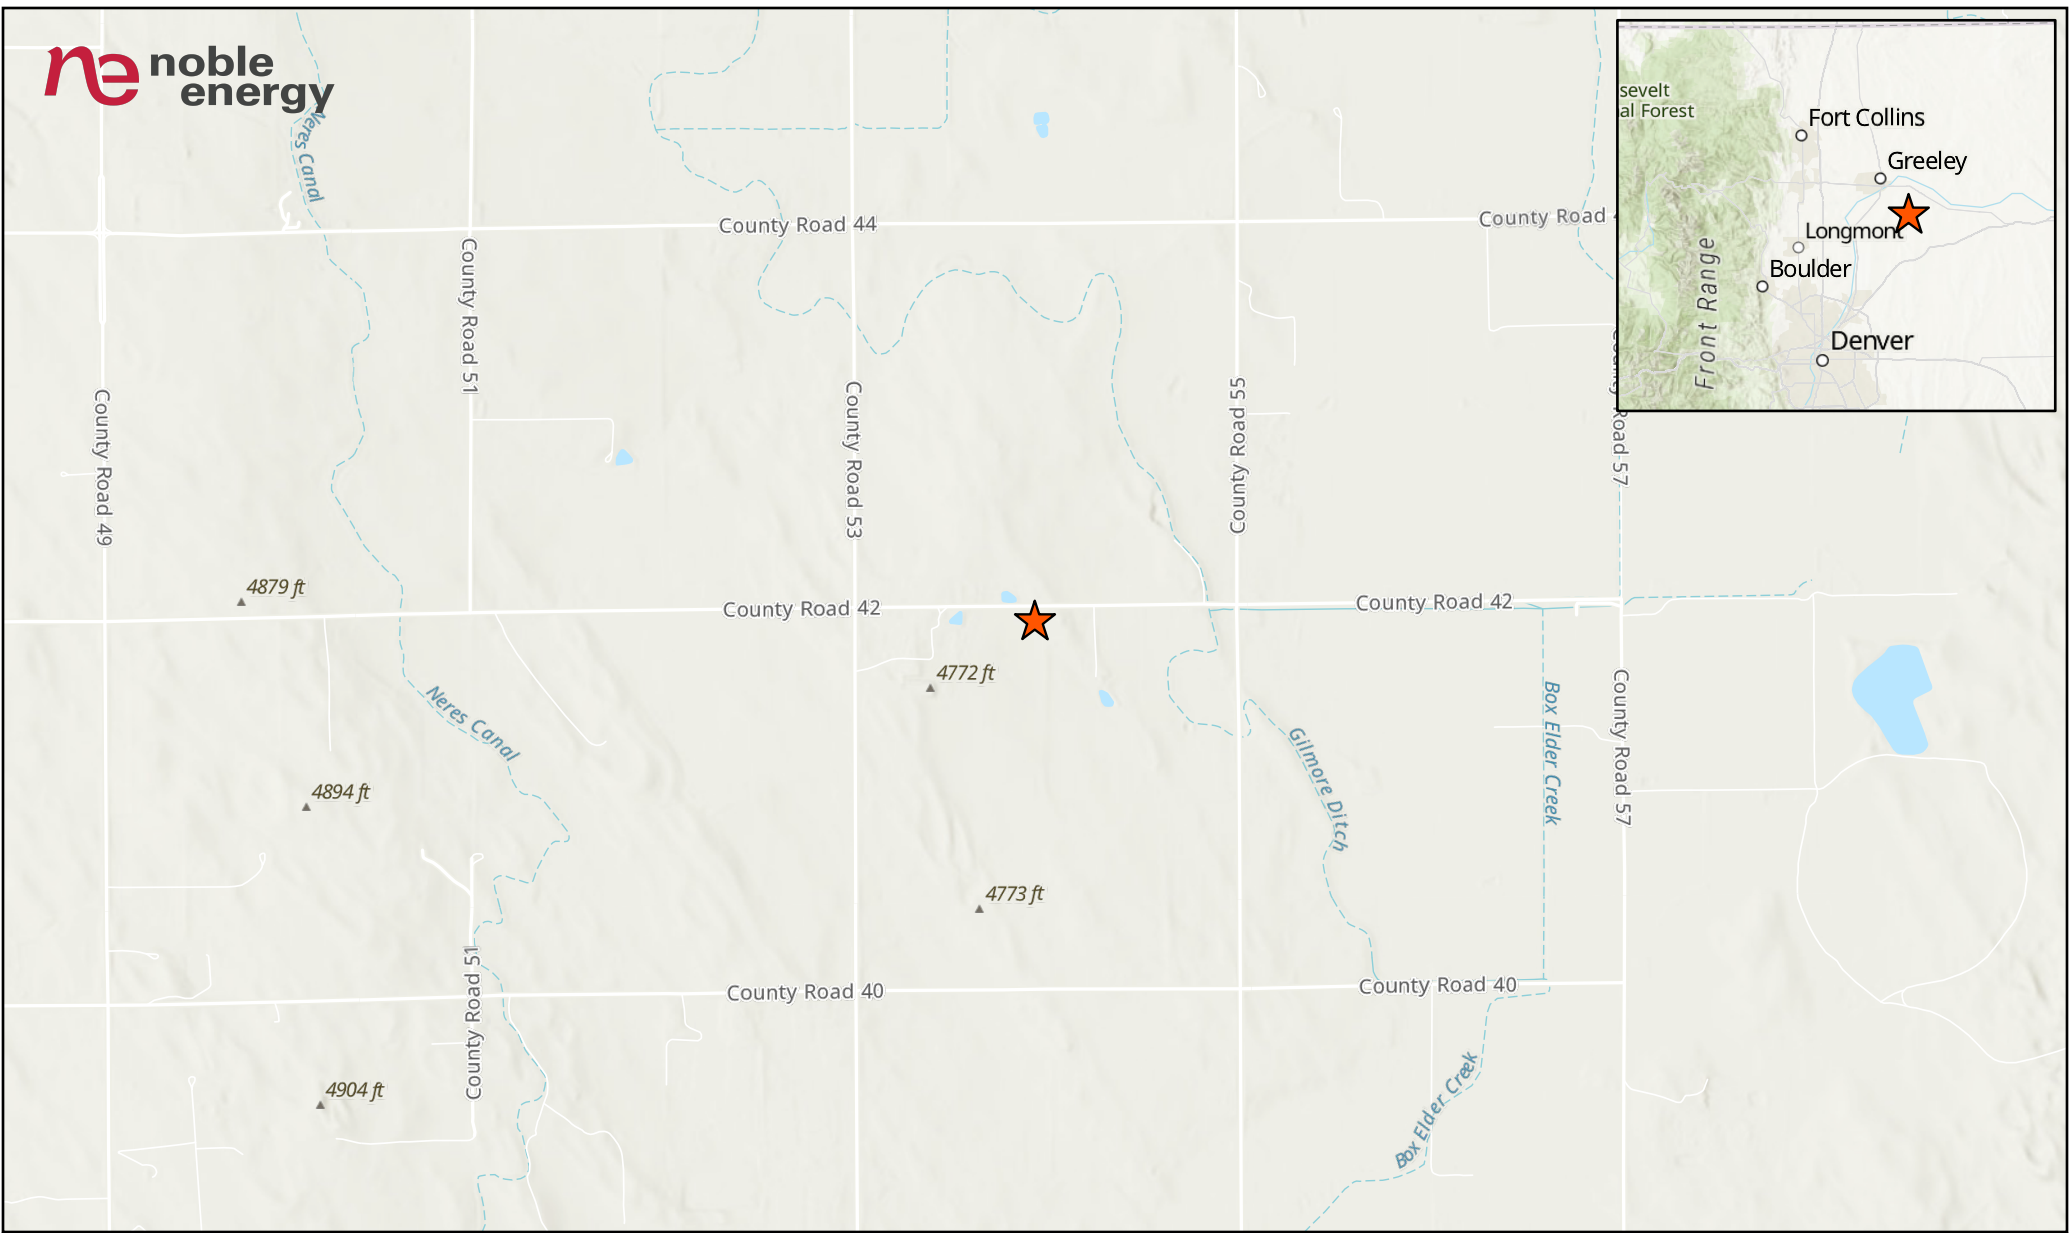 noble
energy
Neres Canal
sevelt
al Forest
Fort Collins
Greeley
Longmont
Boulder
Front Range
Denver
County Road 44
County Road
County Road 51
County Road 49
County Road 53
County Road 55
Road 57
4879 ft
County Road 42
County Road 42
4772 ft
Neres Canal
Gilmore Ditch
Box Elder Creek
County Road 57
4894 ft
4773 ft
County Road 51
County Road 40
County Road 40
4904 ft
Box Elder Creek